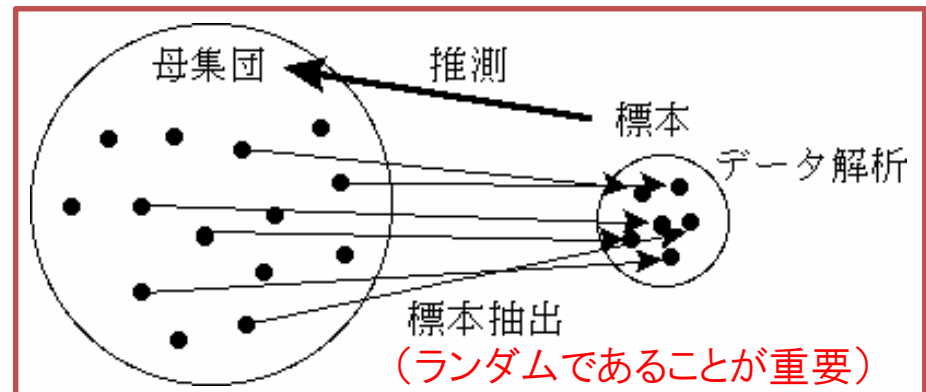 母集団
推測
標本
データ解析
標本抽出
（ランダムであることが重要）